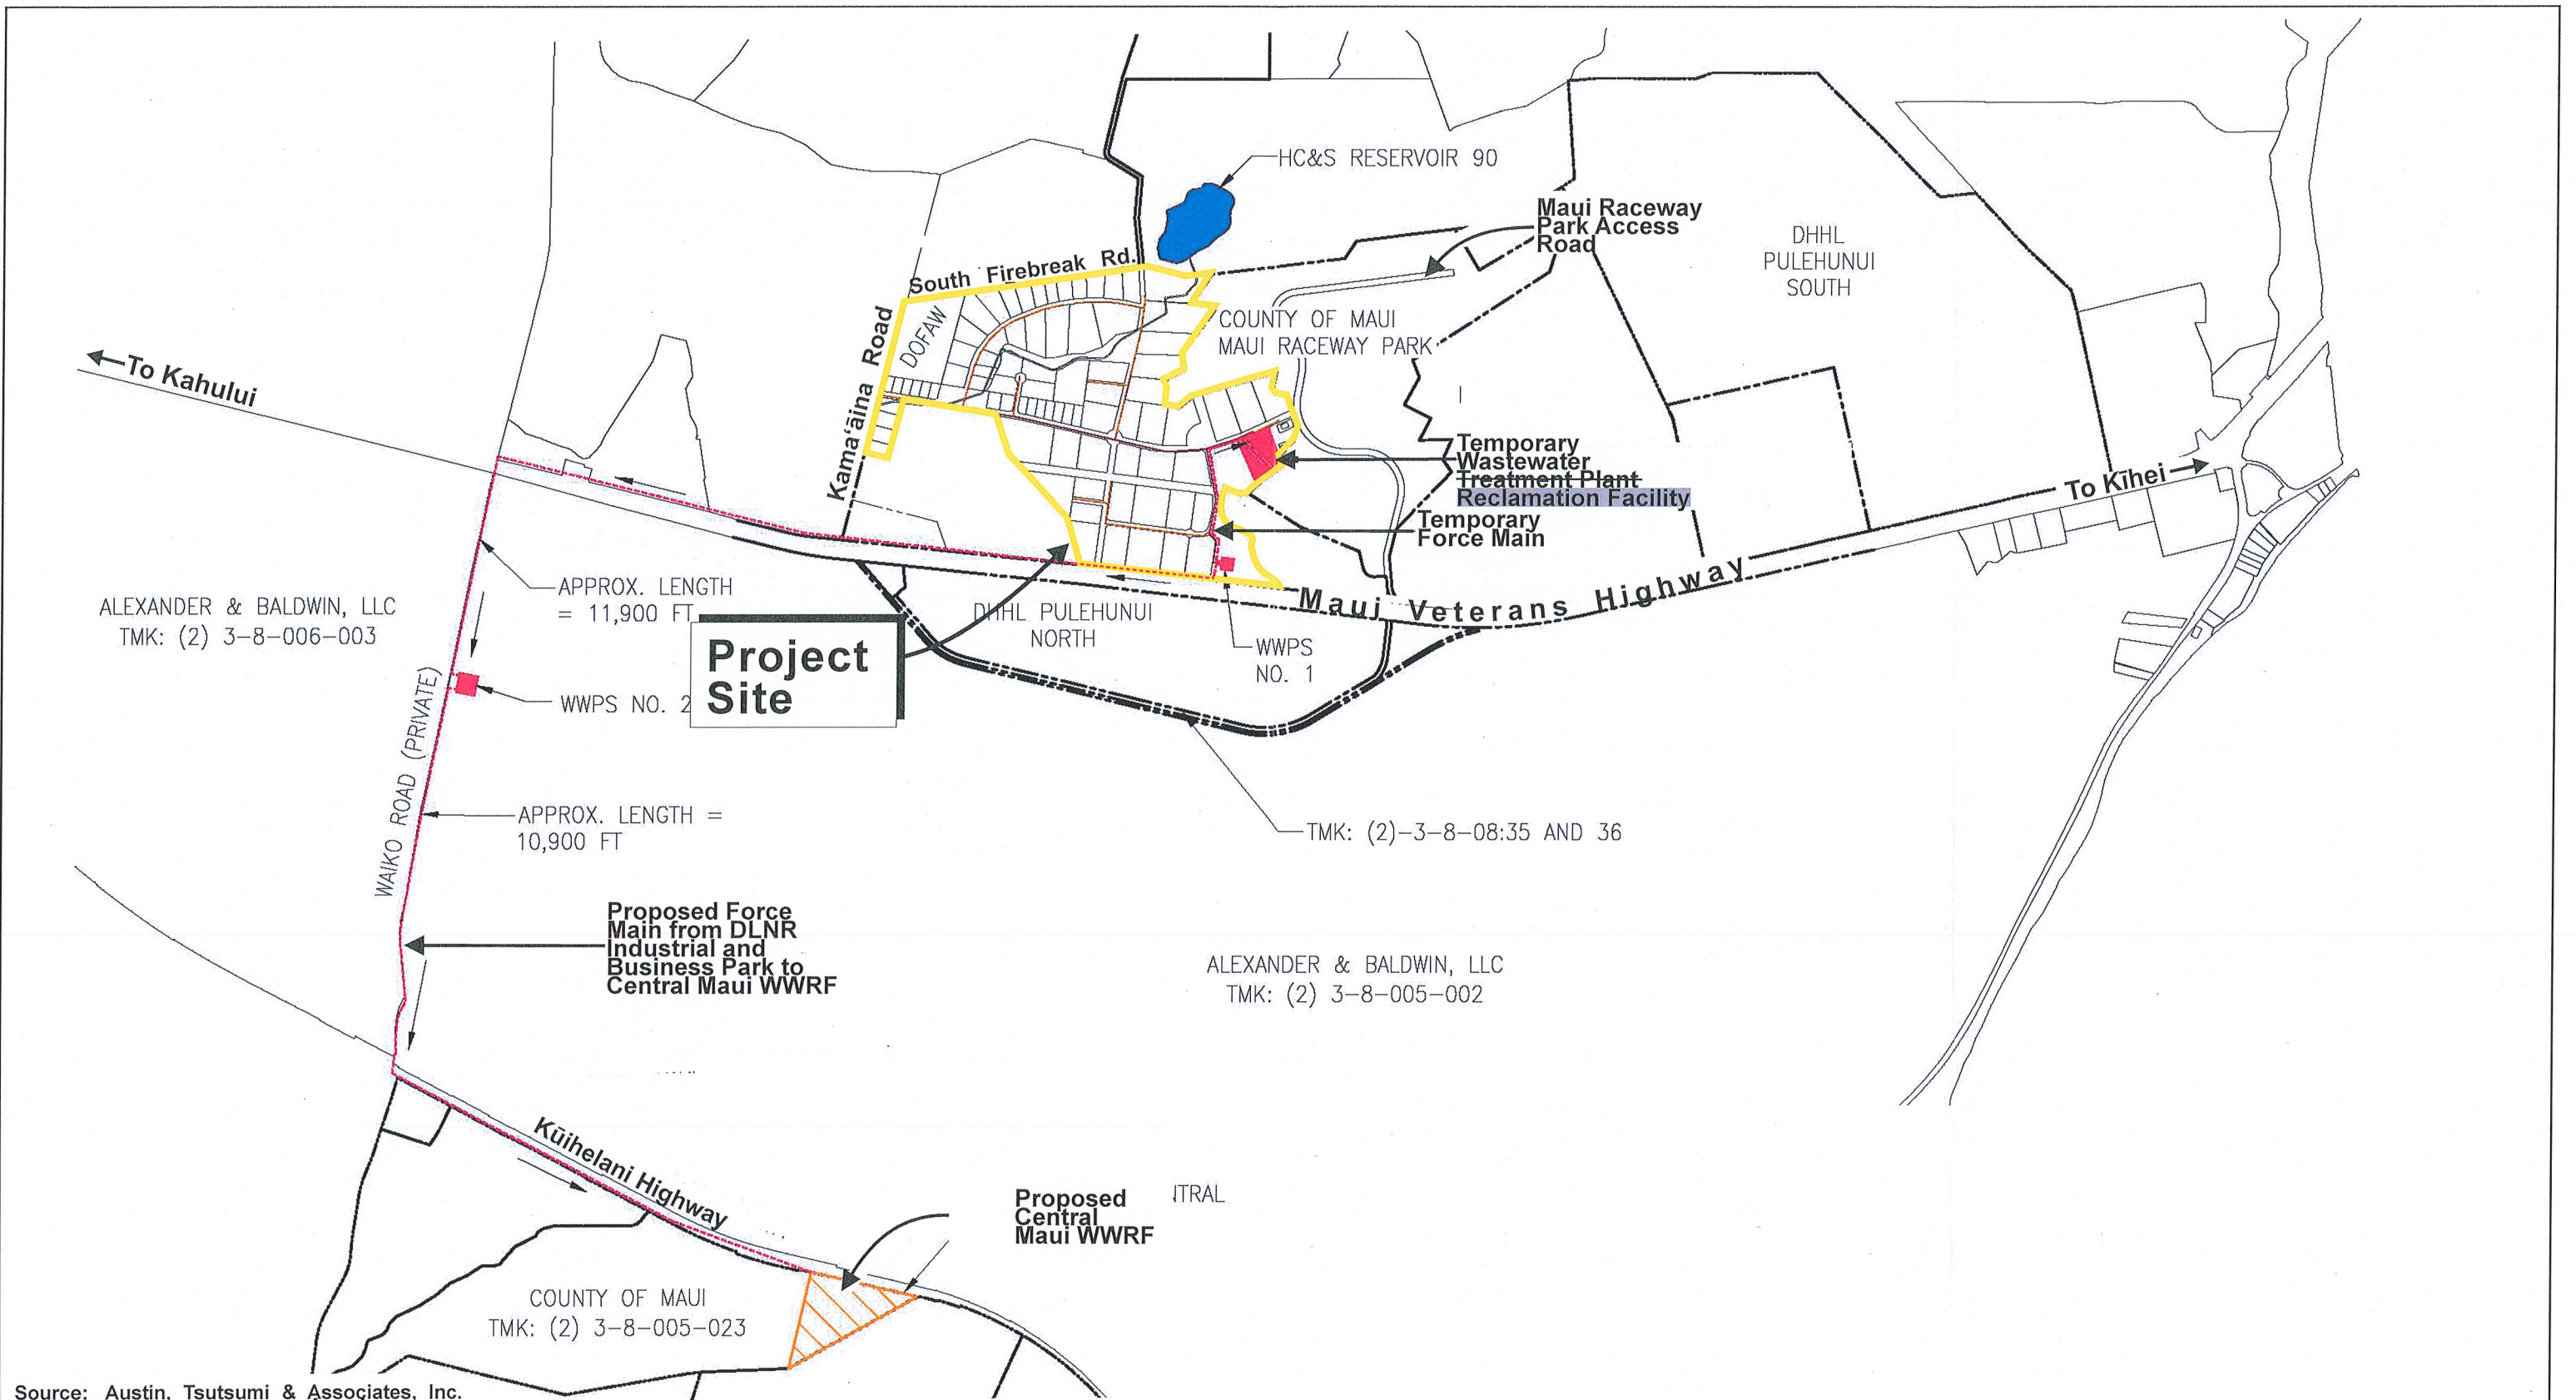 HC&S RESERVOIR 90
Maui Raceway
Park Access
Road
DHHL
PULEHUNUI
SOUTH
South Firebreak Rd.
COUNTY OF MAUI
MAUI RACEWAY PARK
DOFAW
Kama‘āina Road
To Kahului
Temporary
Wastewater
Treatment Plant
Reclamation Facility
To Kīhei
Temporary
Force Main
Maui Veterans Highway
APPROX. LENGTH
= 11,900 FT
ALEXANDER & BALDWIN, LLC
TMK: (2) 3-8-006-003
DHHL PULEHUNUI
NORTH
Project
Site
WWPS
NO. 1
WWPS NO. 2
WAIKO ROAD (PRIVATE)
APPROX. LENGTH =
10,900 FT
TMK: (2)-3-8-08:35 AND 36
Proposed Force
Main from DLNR
Industrial and
Business Park to
Central Maui WWRF
ALEXANDER & BALDWIN, LLC
TMK: (2) 3-8-005-002
Kūihelani Highway
Proposed
Central
Maui WWRF
NTRAL
COUNTY OF MAUI
TMK: (2) 3-8-005-023
Source: Austin, Tsutsumi & Associates, Inc.